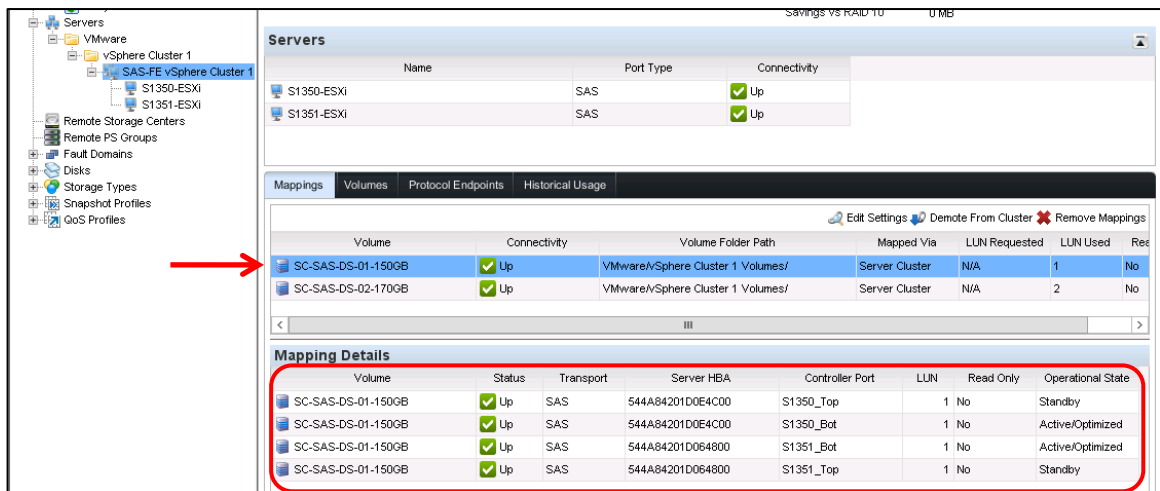 Savings vs RAID 10 0 MB
Servers
VMware
vSphere Cluster 1
SAS-FE vSphere Cluster 1
S1350-ESXi
S1351-ESXi
Remote Storage Centers
Remote PS Groups
Fault Domains
Disks
Storage Types
Snapshot Profiles
QoS Profiles
Servers
Name Port Type Connectivity
S1350-ESXi SAS Up
S1351-ESXi SAS Up
Mappings Volumes Protocol Endpoints Historical Usage
Edit Settings Demote From Cluster Remove Mappings
Volume Connectivity Volume Folder Path Mapped Via LUN Requested LUN Used Rea
SC-SAS-DS-01-150GB Up VMware/vSphere Cluster 1 Volumes/ Server Cluster N/A 1 No
SC-SAS-DS-02-170GB Up VMware/vSphere Cluster 1 Volumes/ Server Cluster N/A 2 No
Mapping Details
Volume Status Transport Server HBA Controller Port LUN Read Only Operational State
SC-SAS-DS-01-150GB Up SAS 544A84201D0E4C00 S1350_Top 1 No Standby
SC-SAS-DS-01-150GB Up SAS 544A84201D0E4C00 S1350_Bot 1 No Active/Optimized
SC-SAS-DS-01-150GB Up SAS 544A84201D064800 S1351_Bot 1 No Active/Optimized
SC-SAS-DS-01-150GB Up SAS 544A84201D064800 S1351_Top 1 No Standby